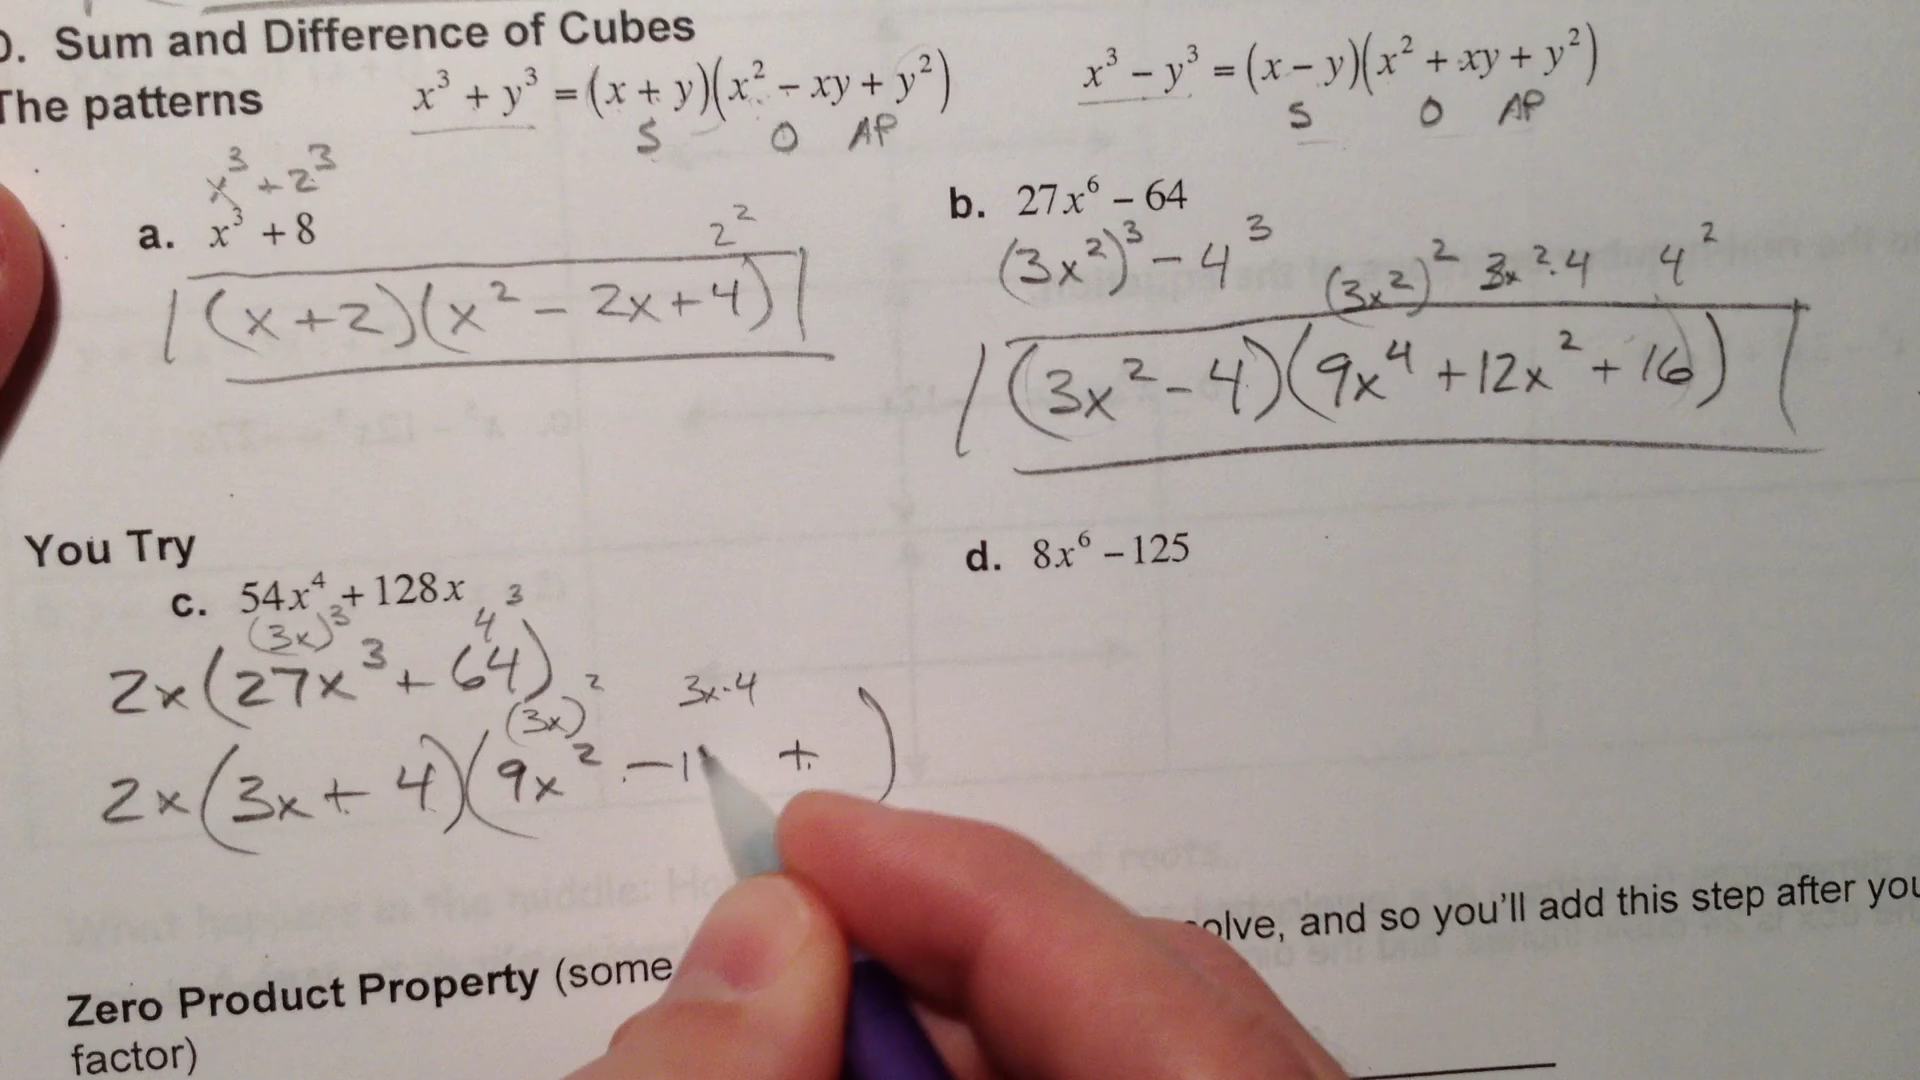 D. Sum and Difference of Cubes
The patterns x³ + y³ = (x + y)(x² − xy + y²) x³ − y³ = (x − y)(x² + xy + y²)
S O AP S O AP
x³ + 2³
a. x³ + 8
2²
(x + 2)(x² − 2x + 4)
b. 27x⁶ − 64
(3x²)³ − 4³ (3x²)² 3x²·4 4²
(3x² − 4)(9x⁴ + 12x² + 16)
You Try
c. 54x⁴ + 128x
(3x)³ 4³
2x(27x³ + 64)
(3x)² 3x·4
2x(3x + 4)(9x² − 1 + )
d. 8x⁶ − 125
olve, and so you'll add this step after you
Zero Product Property (some
factor)